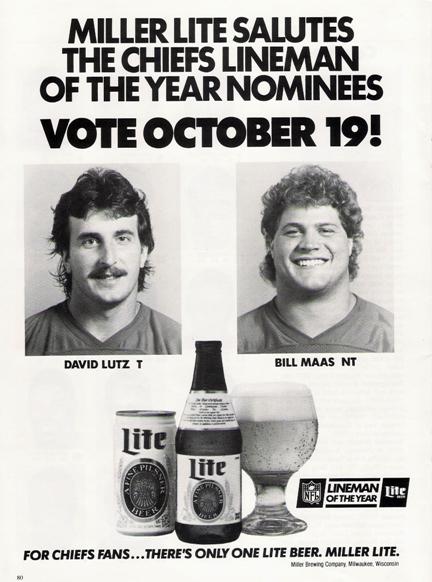 MILLER LITE SALUTES
THE CHIEFS LINEMAN
OF THE YEAR NOMINEES
VOTE OCTOBER 19!
DAVID LUTZ T
BILL MAAS NT
Lite
A FINE PILSNER
BEER
Lite
NFL
LINEMAN
OF THE YEAR
Lite
FOR CHIEFS FANS...THERE'S ONLY ONE LITE BEER. MILLER LITE.
Miller Brewing Company, Milwaukee, Wisconsin
80